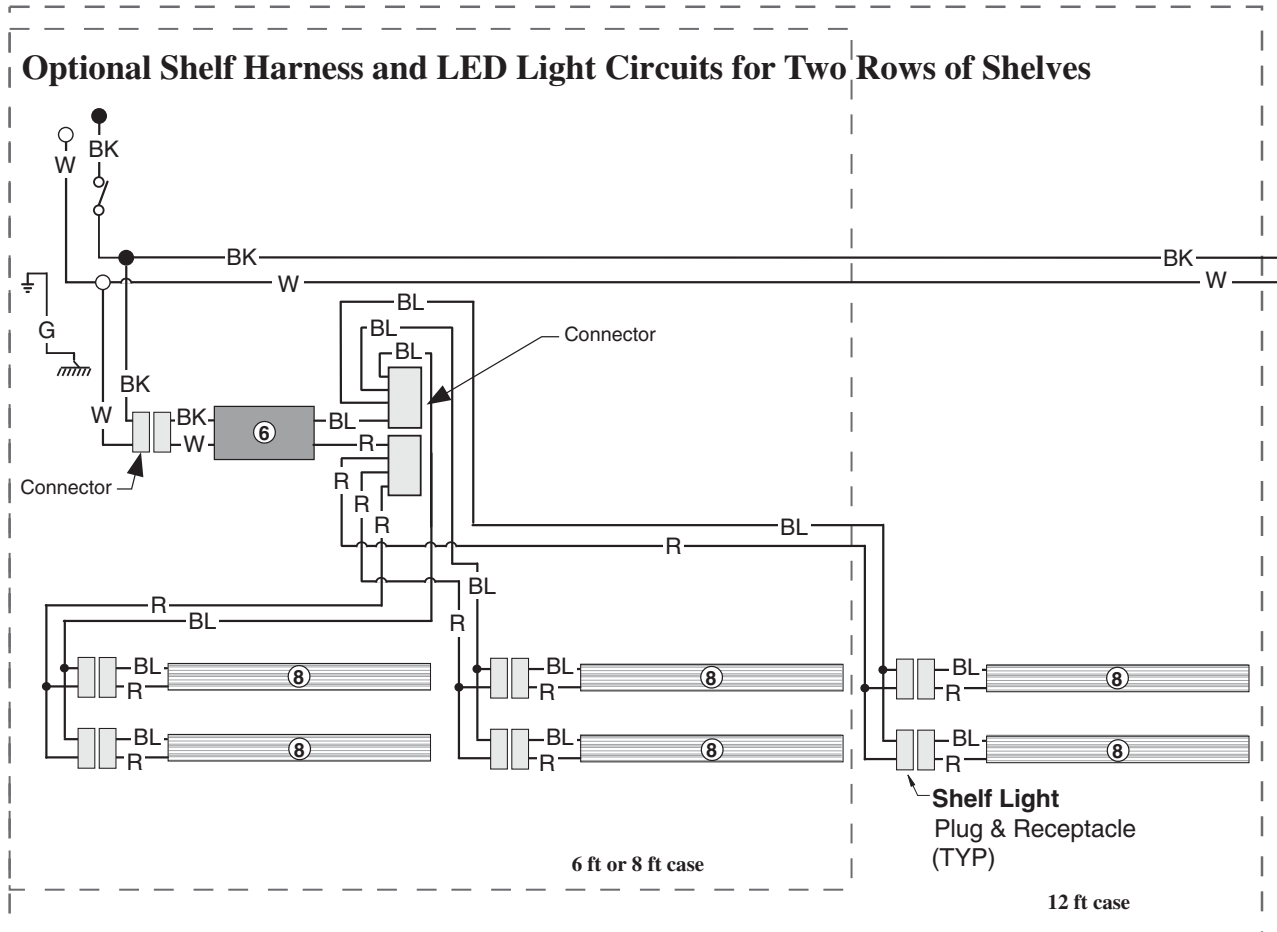 Optional Shelf Harness and LED Light Circuits for Two Rows of Shelves
W
BK
BK
BK
W
W
G
BL
BL
BL
Connector
BK
W
BK
W
6
BL
R
Connector
R
R
R
BL
R
BL
R
BL
R
BL
R
8
BL
R
8
BL
R
8
BL
R
8
BL
R
8
BL
R
8
Shelf Light
Plug & Receptacle
(TYP)
6 ft or 8 ft case
12 ft case